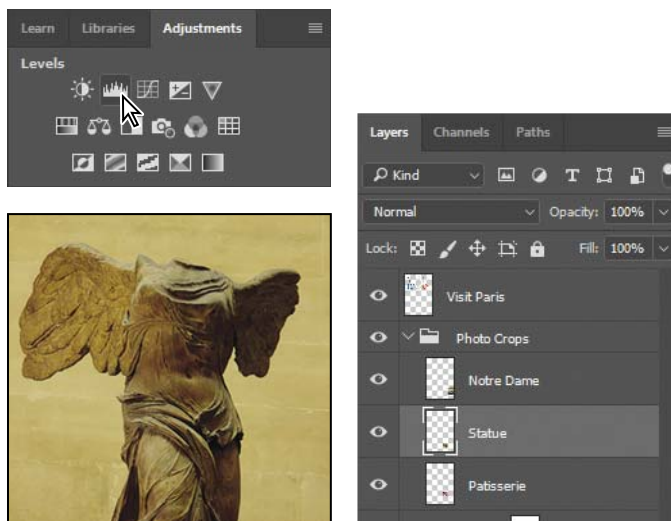 Learn Libraries Adjustments
Levels
Layers Channels Paths
Kind
Normal Opacity: 100%
Lock: Fill: 100%
Visit Paris
Photo Crops
Notre Dame
Statue
Patisserie